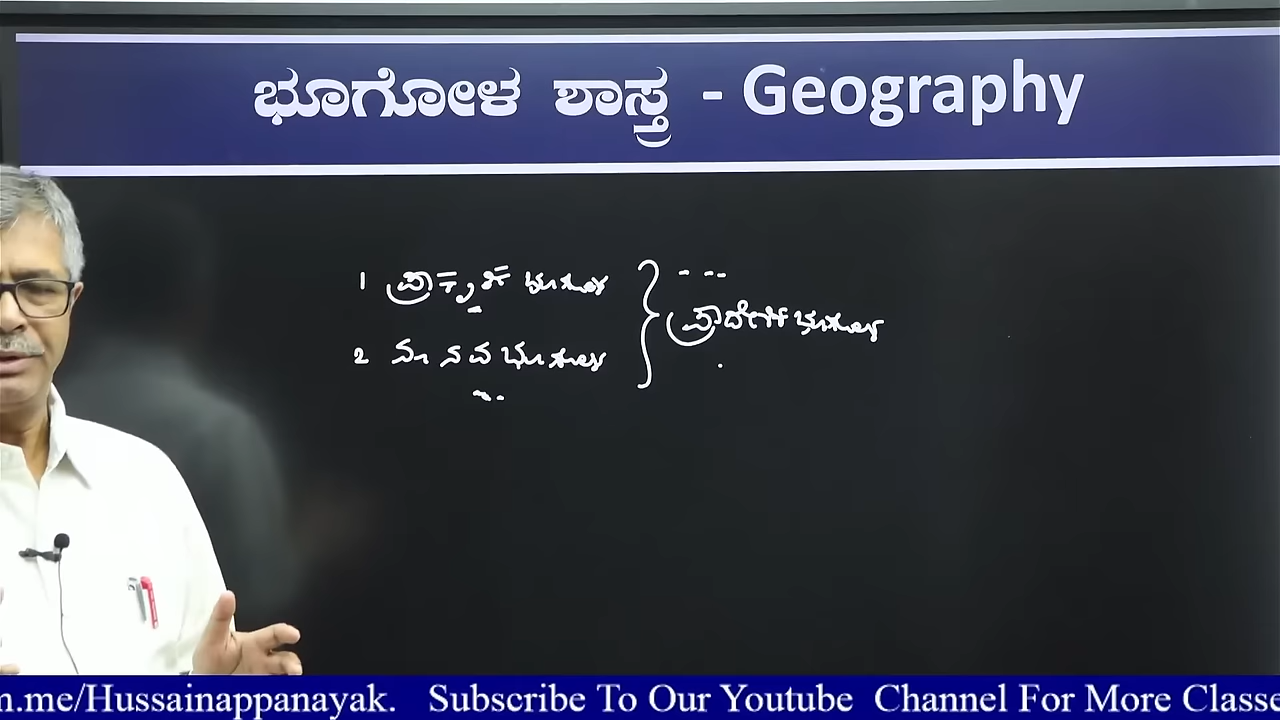 ಭೂಗೋಳ ಶಾಸ್ತ್ರ - Geography
1 ಪ್ರಾಕೃತಿಕ ಭೂಗೋಳ
ಪ್ರಾದೇಶಿಕ ಭೂಗೋಳ
2 ಮಾನವ ಭೂಗೋಳ
m.me/Hussainappanayak. Subscribe To Our Youtube Channel For More Classe